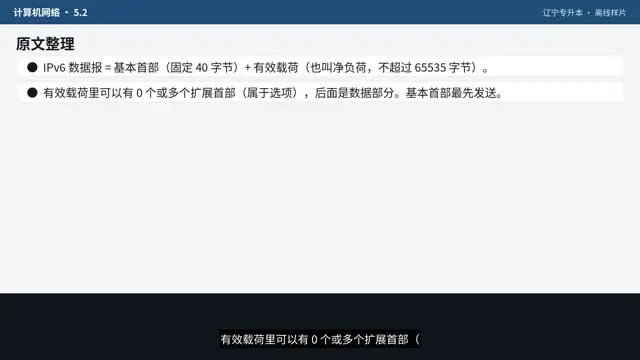 计算机网络 • 5.2
辽宁专升本 • 离线样片
原文整理
● IPv6 数据报 = 基本首部（固定 40 字节）+ 有效载荷（也叫净负荷，不超过 65535 字节）。
● 有效载荷里可以有 0 个或多个扩展首部（属于选项），后面是数据部分。基本首部最先发送。
有效载荷里可以有 0 个或多个扩展首部（